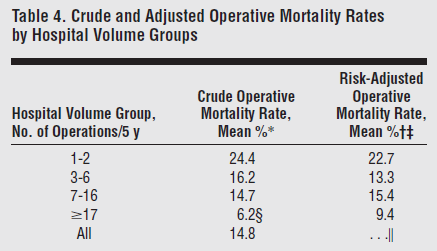 Table 4. Crude and Adjusted Operative Mortality Rates
by Hospital Volume Groups
Hospital Volume Group,
No. of Operations/5 y
Crude Operative
Mortality Rate,
Mean %*
Risk-Adjusted
Operative
Mortality Rate,
Mean %†‡
1-2 24.4 22.7
3-6 16.2 13.3
7-16 14.7 15.4
≥17 6.2§ 9.4
All 14.8 . . .||